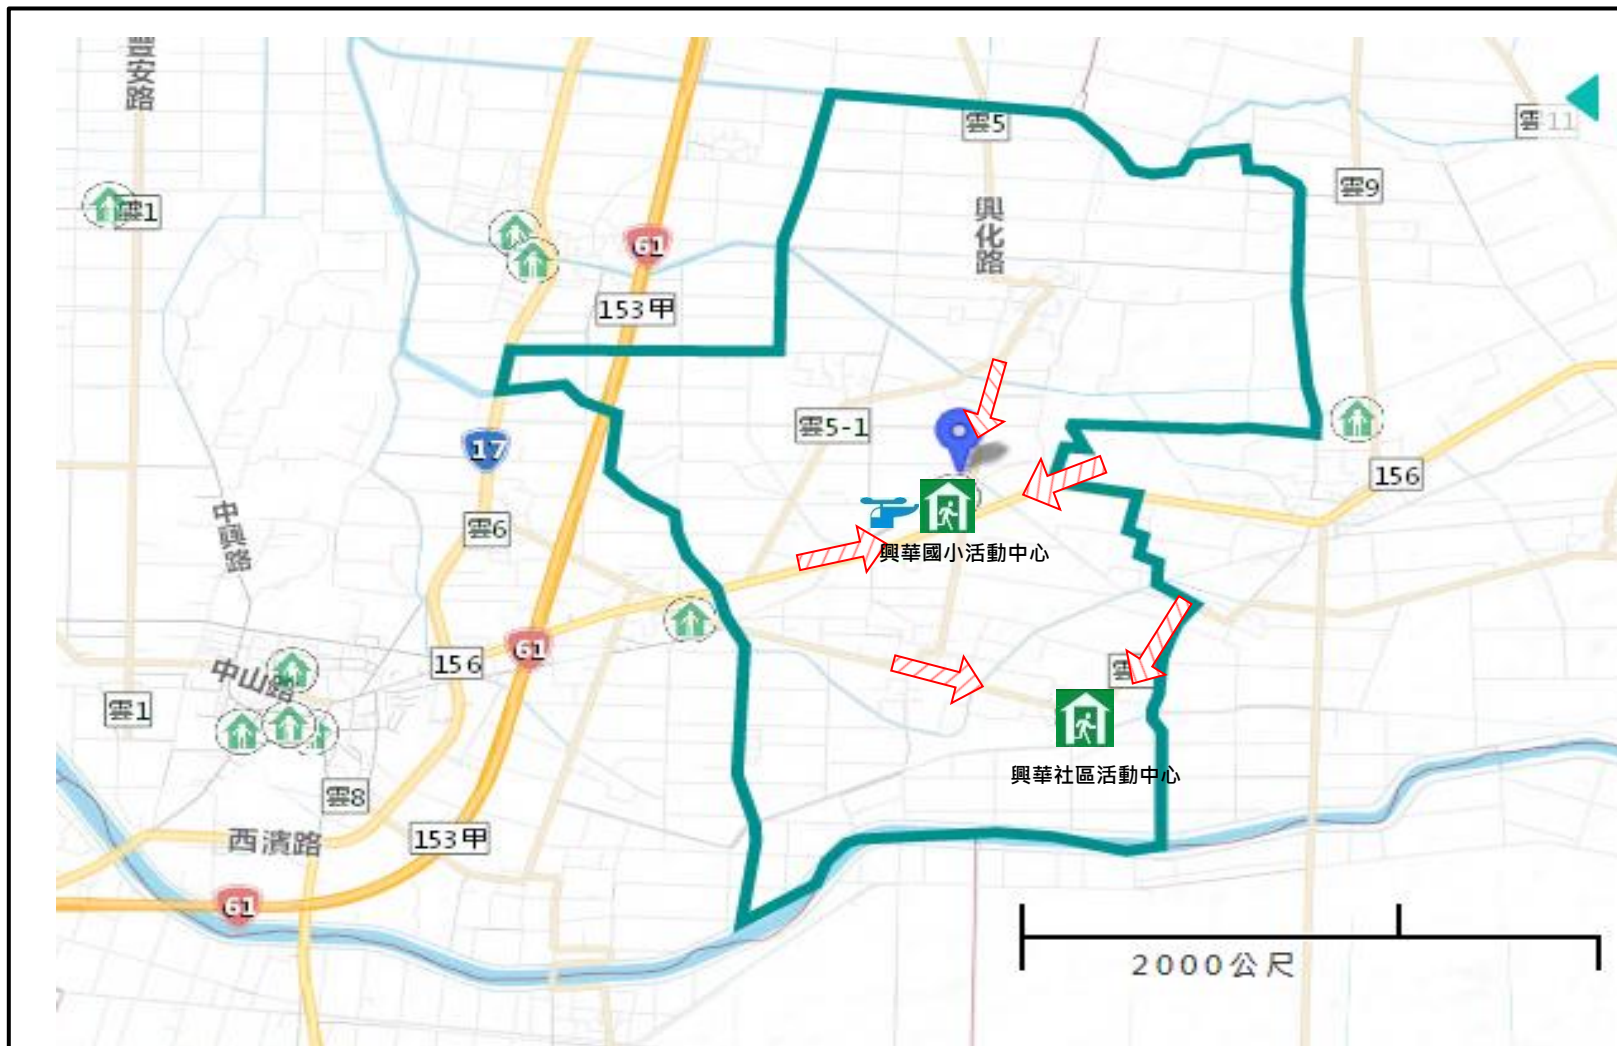 豐安路
雲5
雲11
雲1
雲9
興化路
61
153甲
雲5-1
17
156
雲6
中興路
興華國小活動中心
156
61
中山路
雲
雲1
興華社區活動中心
雲8
西濱路
153甲
61
2000公尺